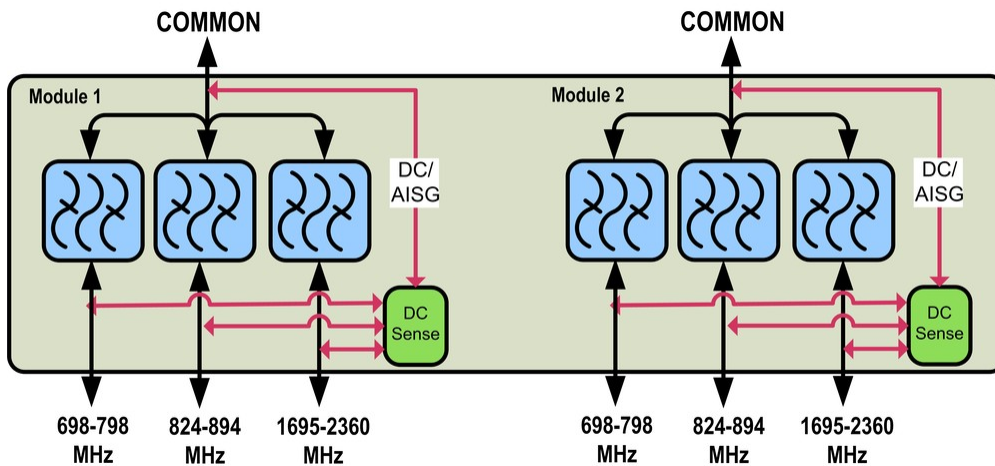 COMMON
COMMON
Module 1
Module 2
DC/
AISG
DC/
AISG
DC
Sense
DC
Sense
698-798
MHz
824-894
MHz
1695-2360
MHz
698-798
MHz
824-894
MHz
1695-2360
MHz